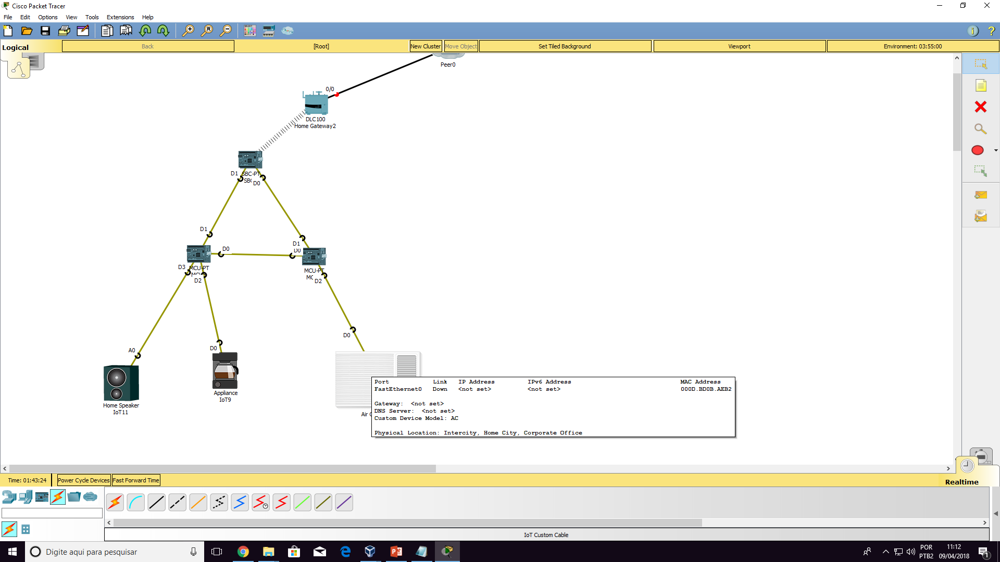 Cisco Packet Tracer
File Edit Options View Tools Extensions Help
Logical
Back
[Root]
New Cluster
Move Object
Set Tiled Background
Viewport
Environment: 03:55:00
Peer0
0/0
DLC100
Home Gateway2
D1
SBC-PT
D0
D1
D0
D1
D0
D3
MCU-PT
D2
MCU-PT
D2
D0
A0
D0
Home Speaker
IoT11
Appliance
IoT9
Air
Port Link IP Address IPv6 Address MAC Address
FastEthernet0 Down <not set> <not set> 000D.BD0B.AEB2
Gateway: <not set>
DNS Server: <not set>
Custom Device Model: AC
Physical Location: Intercity, Home City, Corporate Office
Time: 01:43:24
Power Cycle Devices
Fast Forward Time
Realtime
IoT Custom Cable
Digite aqui para pesquisar
POR
PTB2
11:12
09/04/2018
1